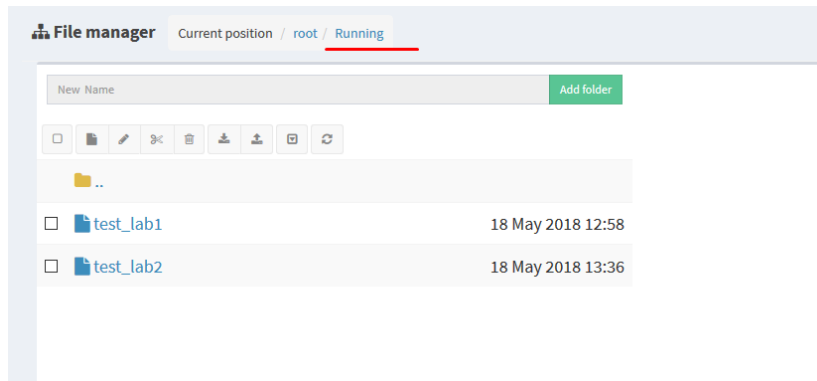 File manager Current position / root / Running
New Name Add folder
..
test_lab1 18 May 2018 12:58
test_lab2 18 May 2018 13:36